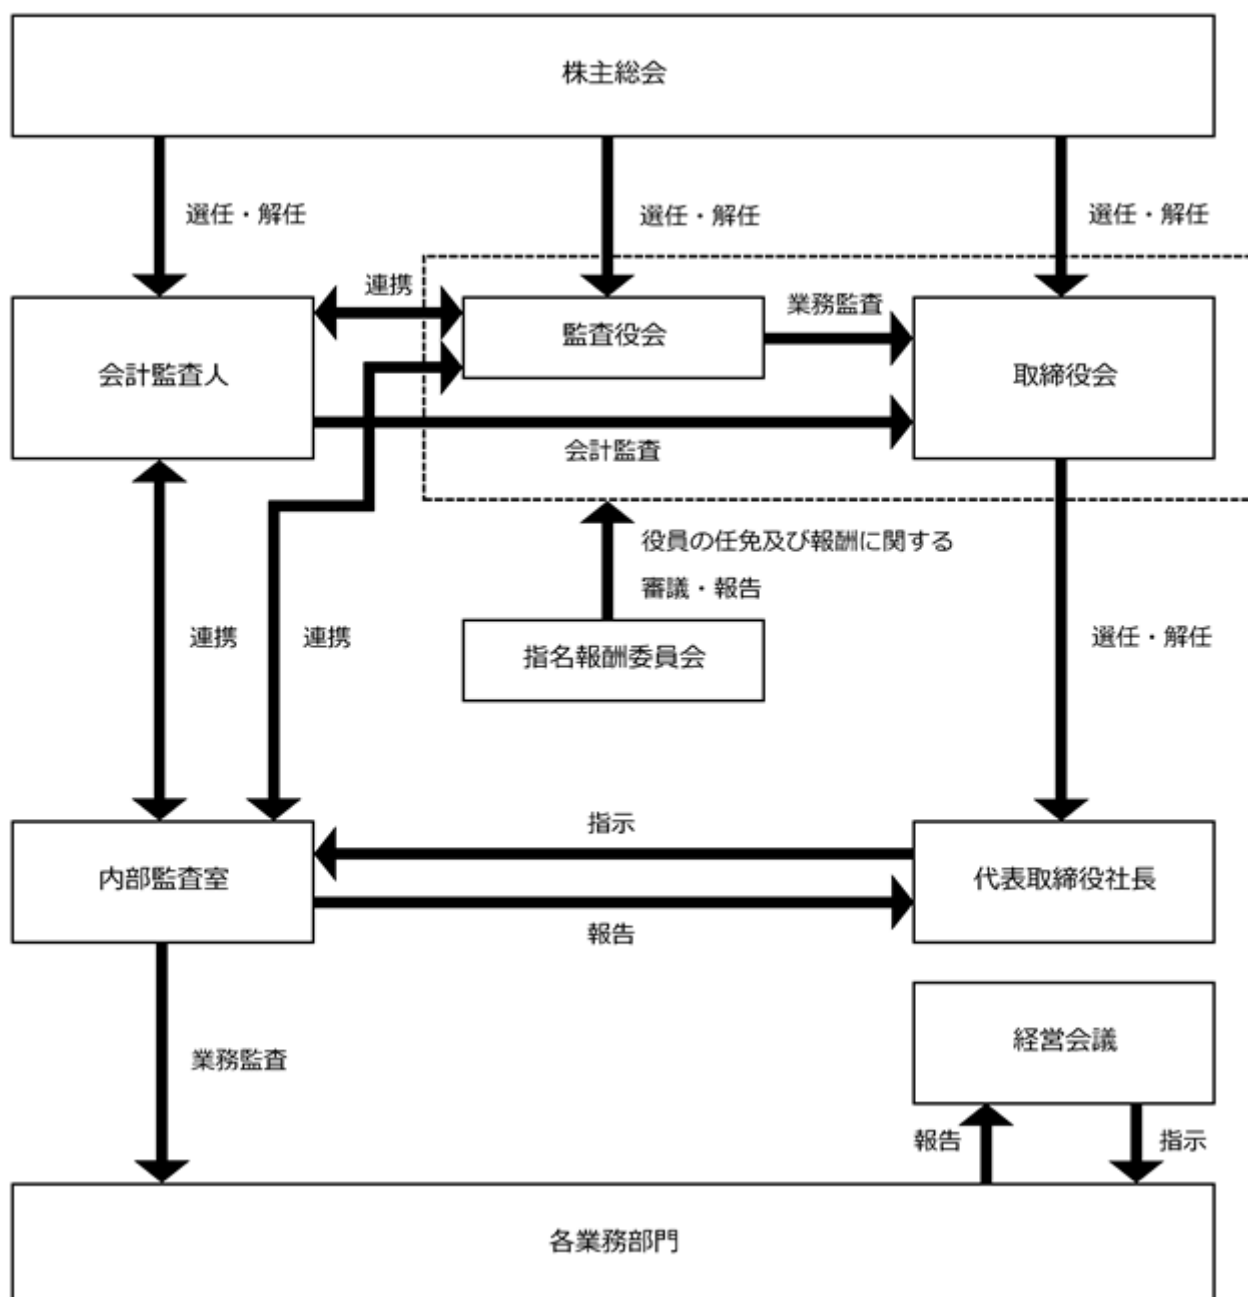 株主総会
選任・解任
選任・解任
選任・解任
連携
業務監査
監査役会
会計監査人
取締役会
会計監査
役員の任免及び報酬に関する
審議・報告
連携
連携
選任・解任
指名報酬委員会
指示
内部監査室
代表取締役社長
報告
経営会議
業務監査
報告
指示
各業務部門